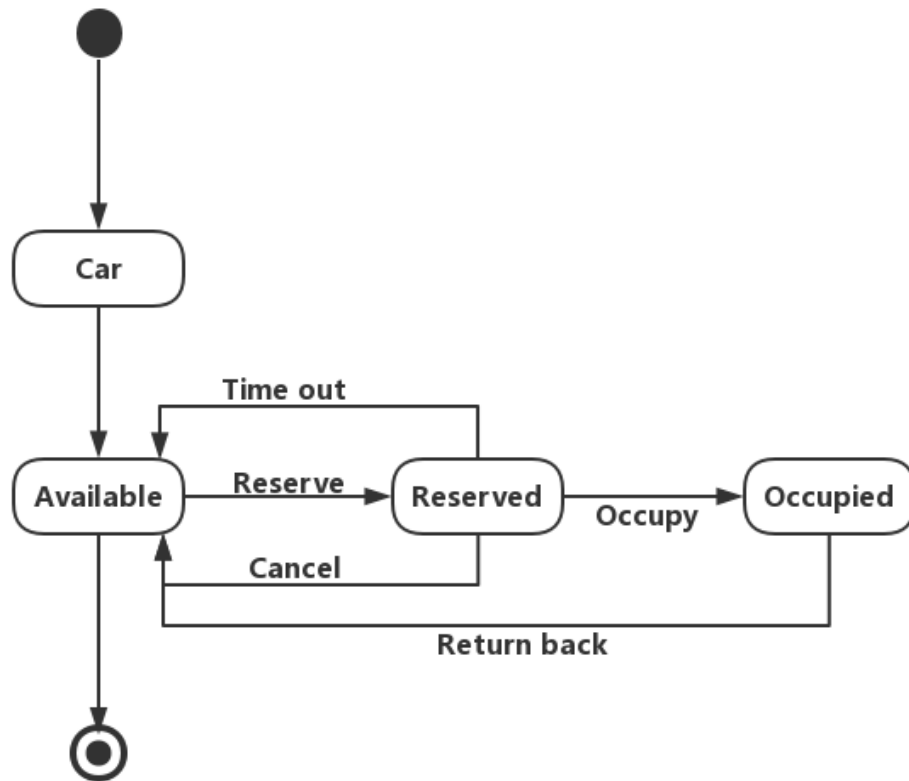 Car
Time out
Available
Reserve
Reserved
Occupy
Occupied
Cancel
Return back